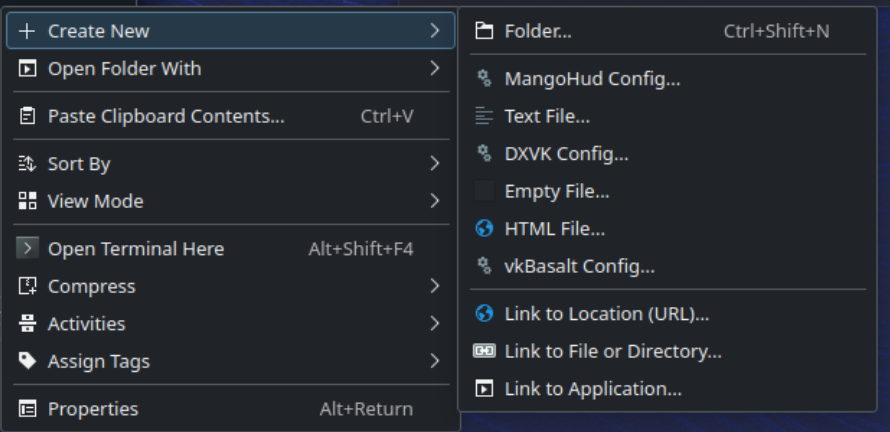 Create New
Open Folder With
Paste Clipboard Contents... Ctrl+V
Sort By
View Mode
Open Terminal Here Alt+Shift+F4
Compress
Activities
Assign Tags
Properties Alt+Return
Folder... Ctrl+Shift+N
MangoHud Config...
Text File...
DXVK Config...
Empty File...
HTML File...
vkBasalt Config...
Link to Location (URL)...
Link to File or Directory...
Link to Application...